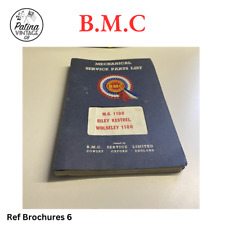 Patina
VINTAGE
B.M.C
MECHANICAL
SERVICE PARTS LIST
M.G. 1100
RILEY KESTREL
WOLSELEY 1100
B.M.C. SERVICE LIMITED
COWLEY OXFORD ENGLAND
Ref Brochures 6